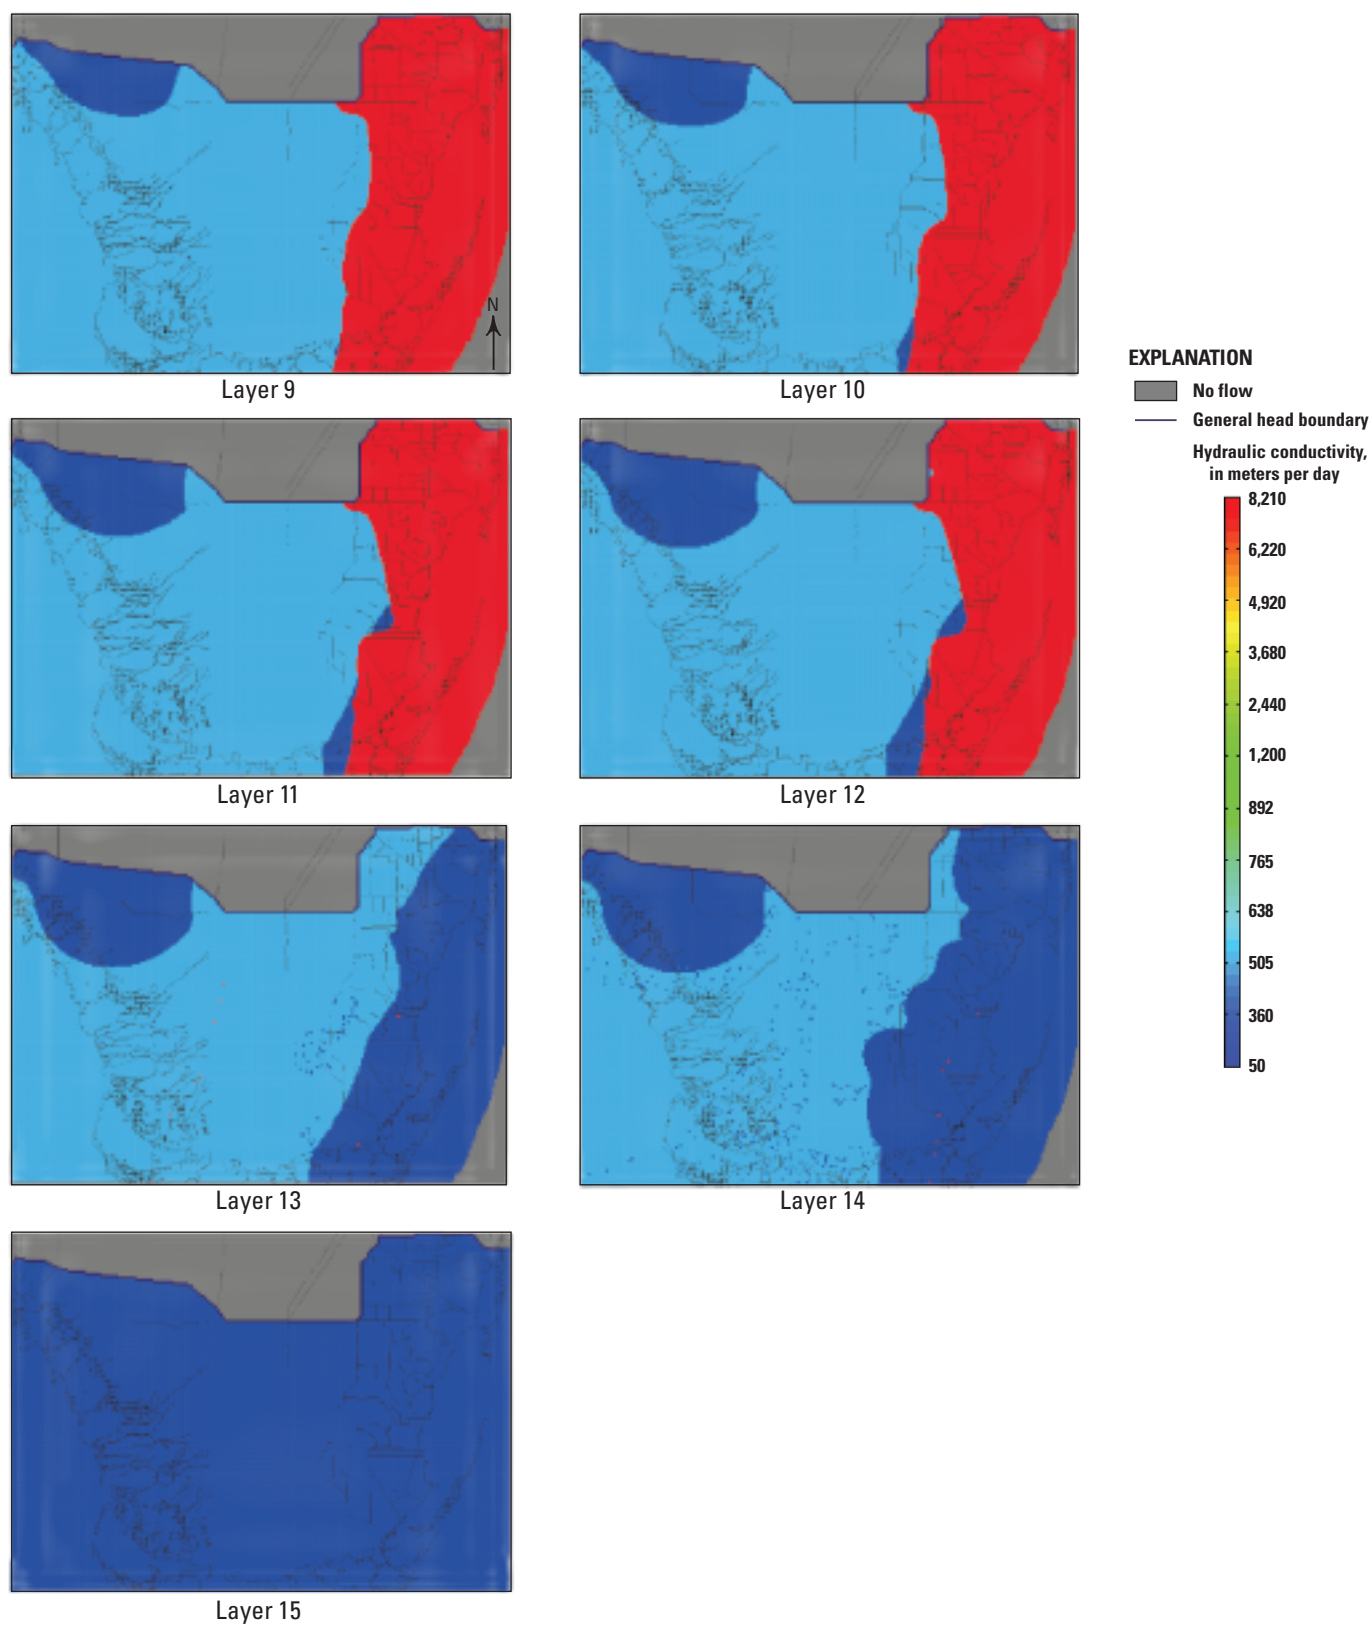 N
Layer 9
Layer 10
Layer 11
Layer 12
Layer 13
Layer 14
Layer 15
EXPLANATION
No flow
General head boundary
Hydraulic conductivity,
in meters per day
8,210
6,220
4,920
3,680
2,440
1,200
892
765
638
505
360
50